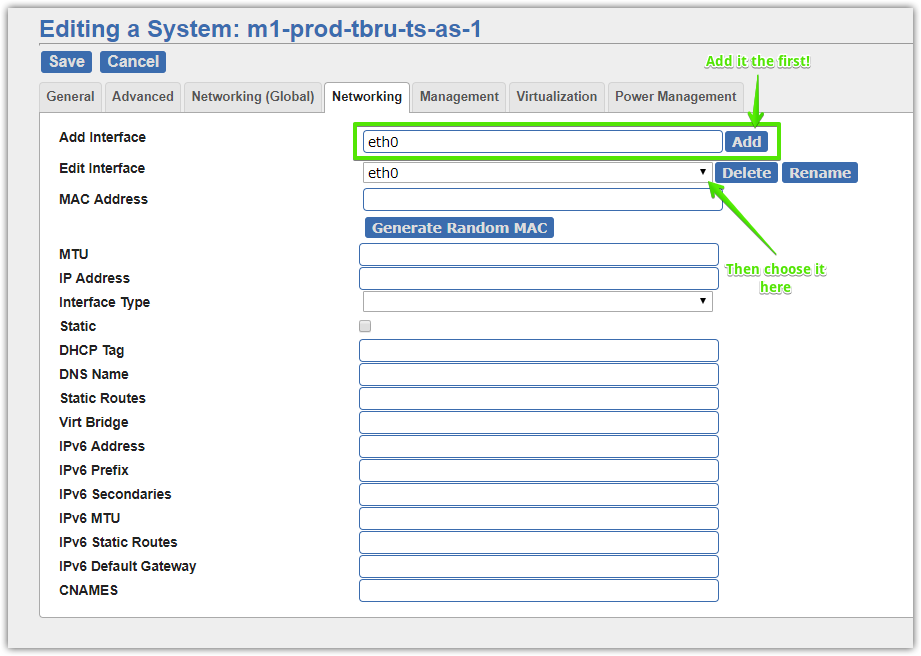 Editing a System: m1-prod-tbru-ts-as-1
Save Cancel
Add it the first!
General Advanced Networking (Global) Networking Management Virtualization Power Management
Add Interface eth0 Add
Edit Interface eth0 Delete Rename
MAC Address
Generate Random MAC
MTU
Then choose it
here
IP Address
Interface Type
Static
DHCP Tag
DNS Name
Static Routes
Virt Bridge
IPv6 Address
IPv6 Prefix
IPv6 Secondaries
IPv6 MTU
IPv6 Static Routes
IPv6 Default Gateway
CNAMES